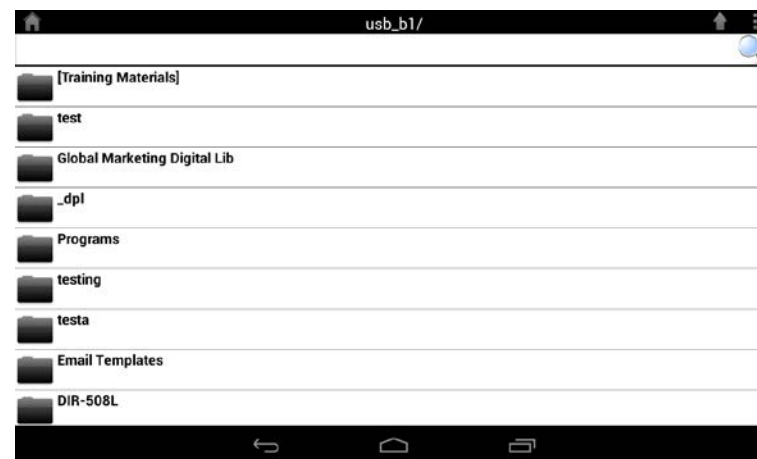 usb_b1/
[Training Materials]
test
Global Marketing Digital Lib
_dpl
Programs
testing
testa
Email Templates
DIR-508L